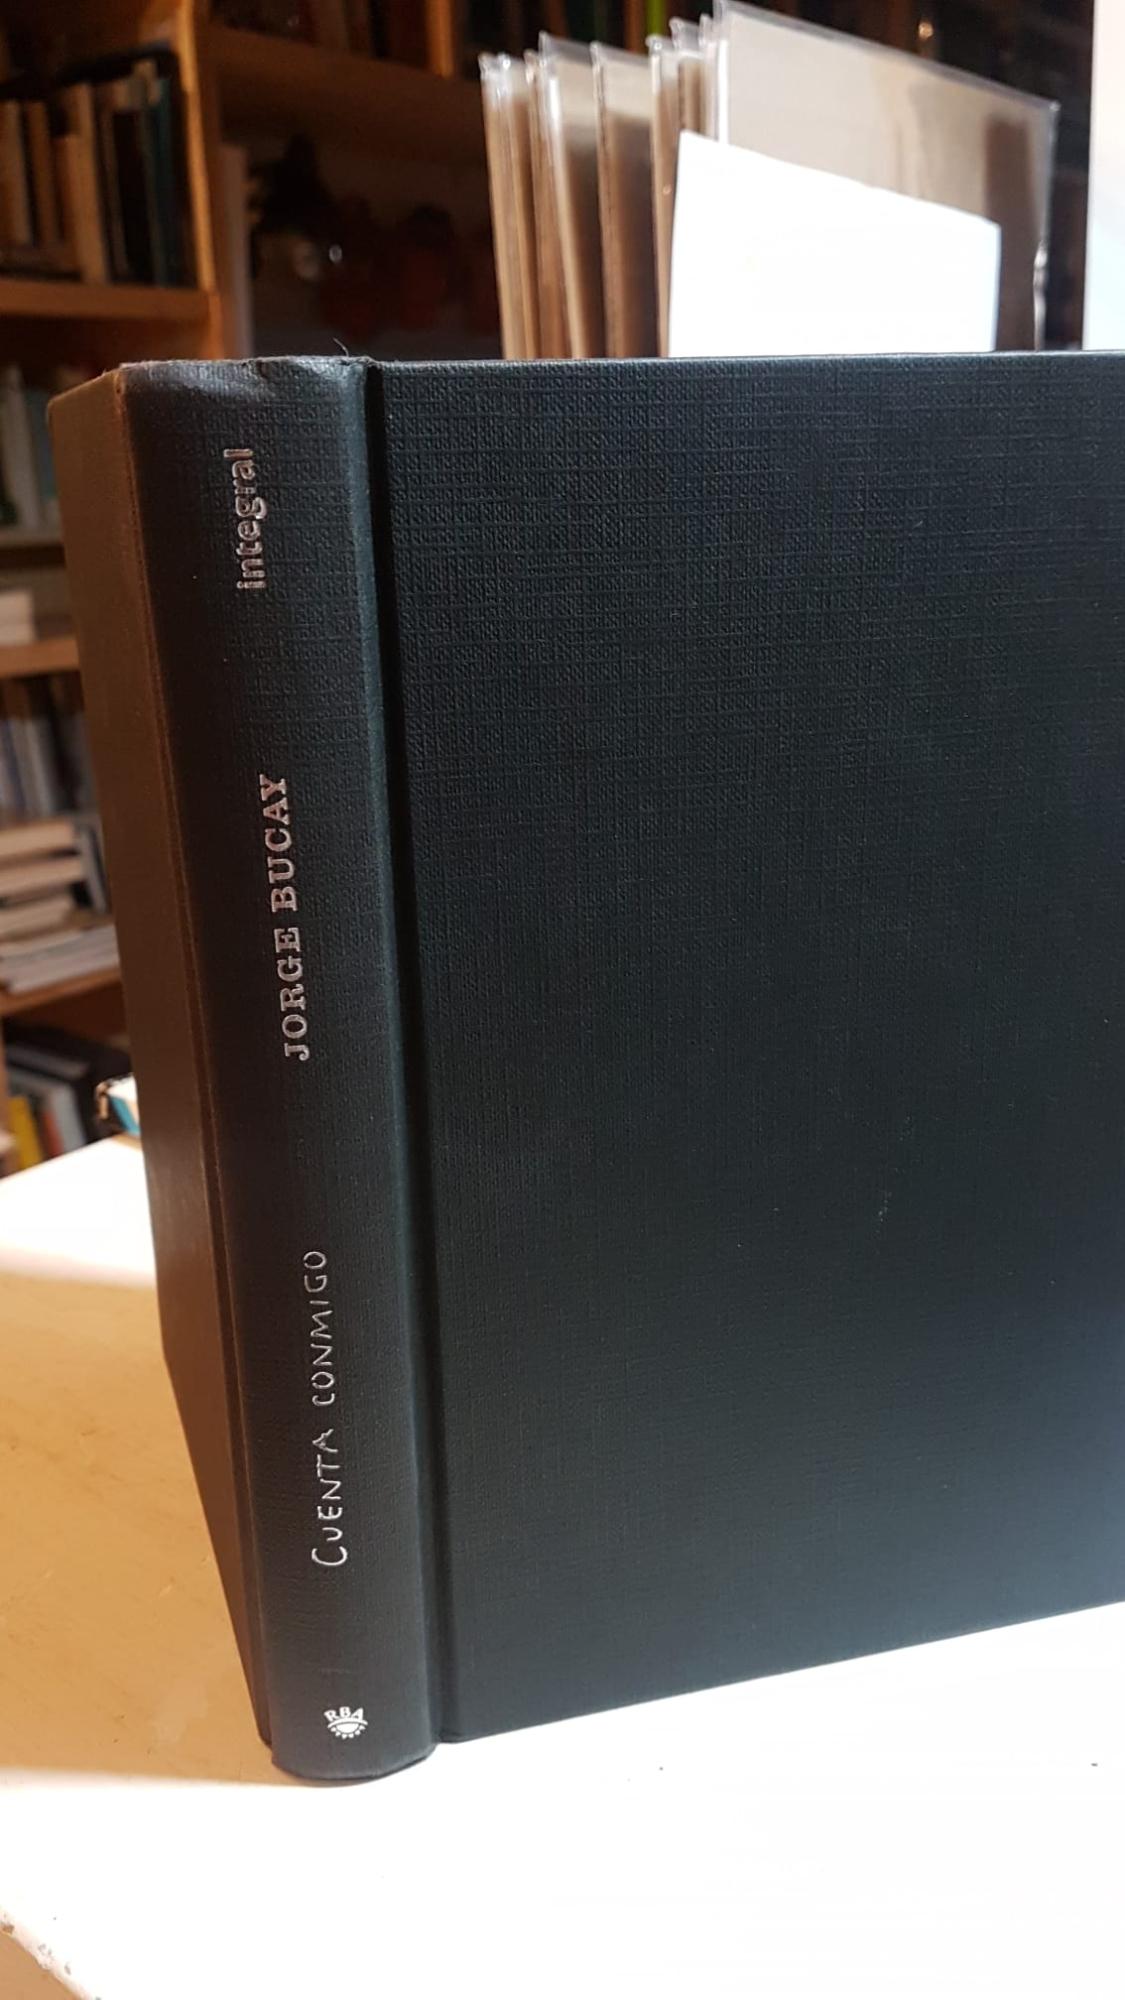 integral
JORGE BUCAY
CUENTA CONMIGO
RBA